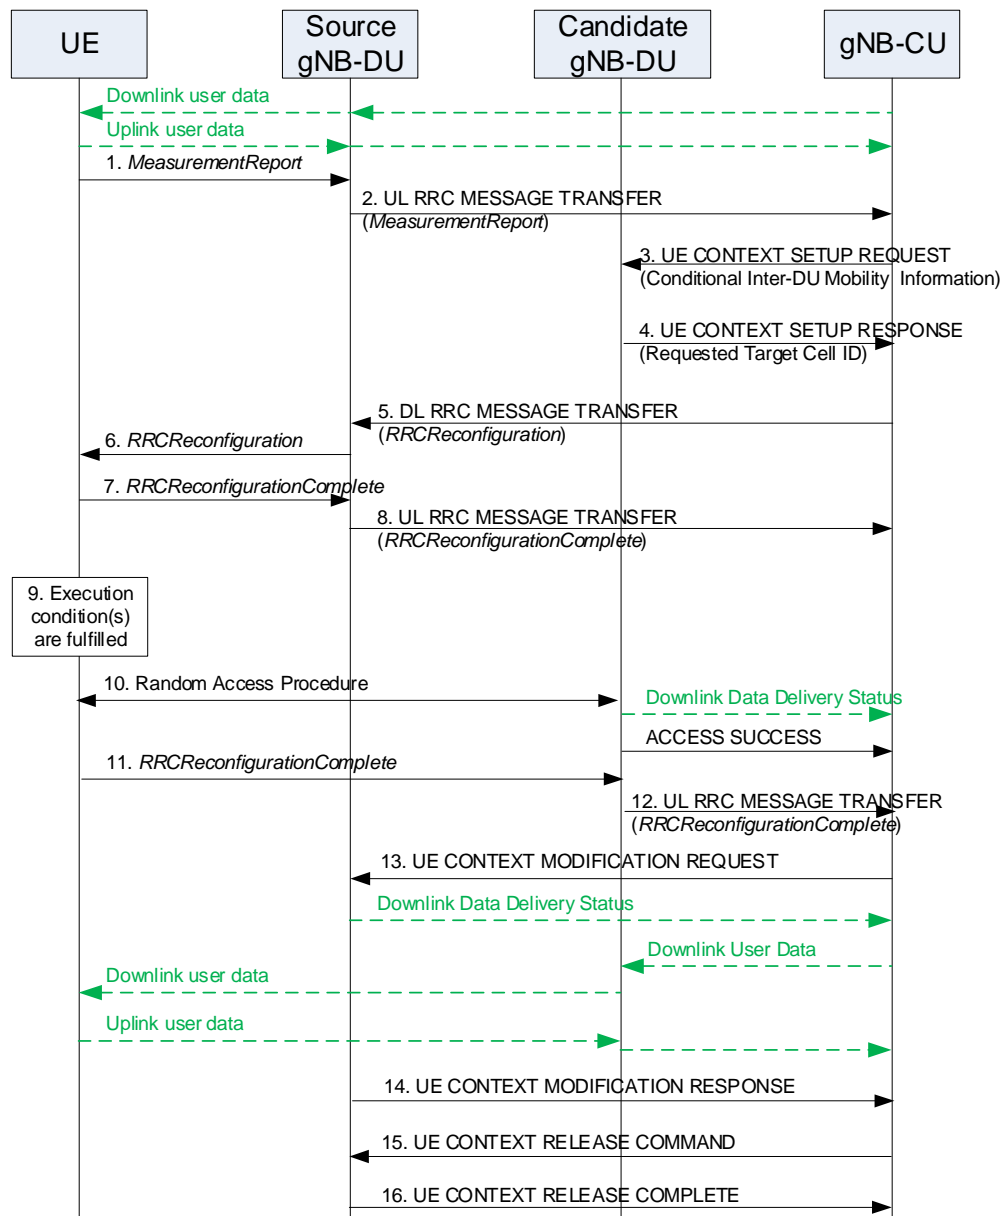 UE
Source
gNB-DU
Candidate
gNB-DU
gNB-CU
Downlink user data
Uplink user data
1. MeasurementReport
2. UL RRC MESSAGE TRANSFER
(MeasurementReport)
3. UE CONTEXT SETUP REQUEST
(Conditional Inter-DU Mobility Information)
4. UE CONTEXT SETUP RESPONSE
(Requested Target Cell ID)
5. DL RRC MESSAGE TRANSFER
(RRCReconfiguration)
6. RRCReconfiguration
7. RRCReconfigurationComplete
8. UL RRC MESSAGE TRANSFER
(RRCReconfigurationComplete)
9. Execution
condition(s)
are fulfilled
10. Random Access Procedure
Downlink Data Delivery Status
ACCESS SUCCESS
11. RRCReconfigurationComplete
12. UL RRC MESSAGE TRANSFER
(RRCReconfigurationComplete)
13. UE CONTEXT MODIFICATION REQUEST
Downlink Data Delivery Status
Downlink User Data
Downlink user data
Uplink user data
14. UE CONTEXT MODIFICATION RESPONSE
15. UE CONTEXT RELEASE COMMAND
16. UE CONTEXT RELEASE COMPLETE